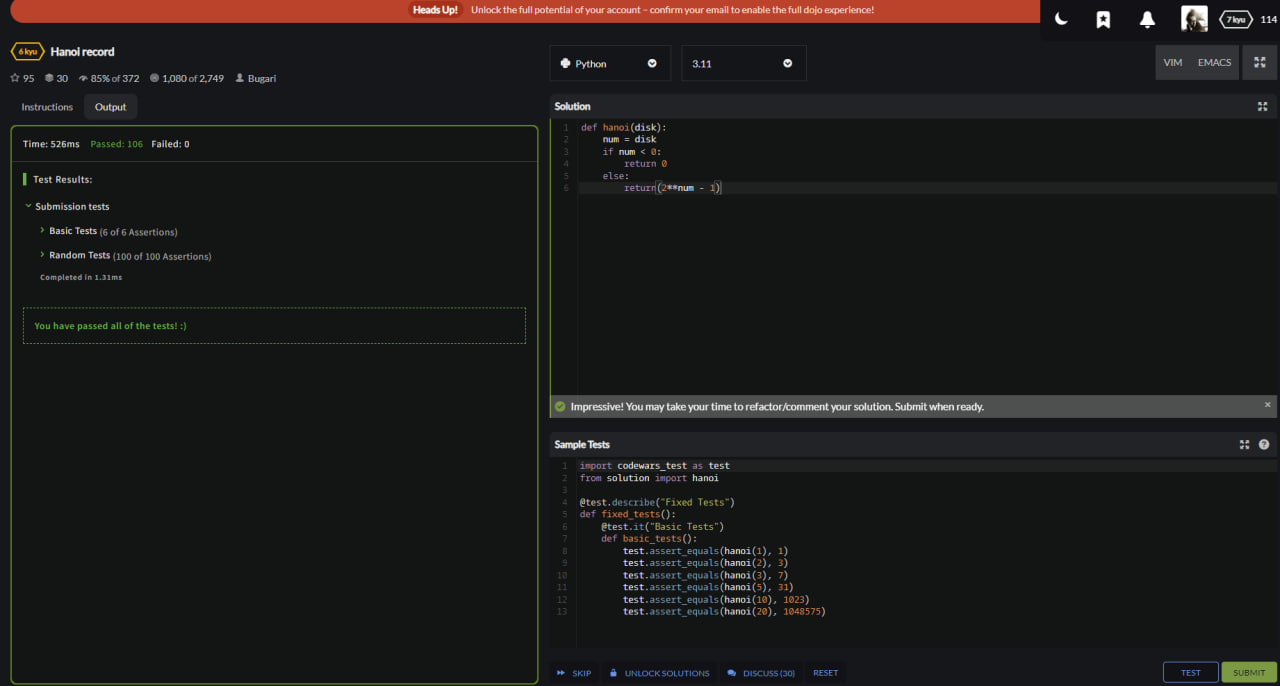 Heads Up! Unlock the full potential of your account – confirm your email to enable the full dojo experience!
7 kyu 114
6 kyu Hanoi record
95 30 85% of 372 1,080 of 2,749 Bugari
Instructions Output
Time: 526ms Passed: 106 Failed: 0
Test Results:
Submission tests
Basic Tests (6 of 6 Assertions)
Random Tests (100 of 100 Assertions)
Completed in 1.31ms
You have passed all of the tests! :)
Python 3.11 VIM EMACS
Solution
1 def hanoi(disk):
2 num = disk
3 if num < 0:
4 return 0
5 else:
6 return(2**num - 1)
Impressive! You may take your time to refactor/comment your solution. Submit when ready. ×
Sample Tests
1 import codewars_test as test
2 from solution import hanoi
3
4 @test.describe("Fixed Tests")
5 def fixed_tests():
6 @test.it("Basic Tests")
7 def basic_tests():
8 test.assert_equals(hanoi(1), 1)
9 test.assert_equals(hanoi(2), 3)
10 test.assert_equals(hanoi(3), 7)
11 test.assert_equals(hanoi(5), 31)
12 test.assert_equals(hanoi(10), 1023)
13 test.assert_equals(hanoi(20), 1048575)
SKIP UNLOCK SOLUTIONS DISCUSS (30) RESET TEST SUBMIT